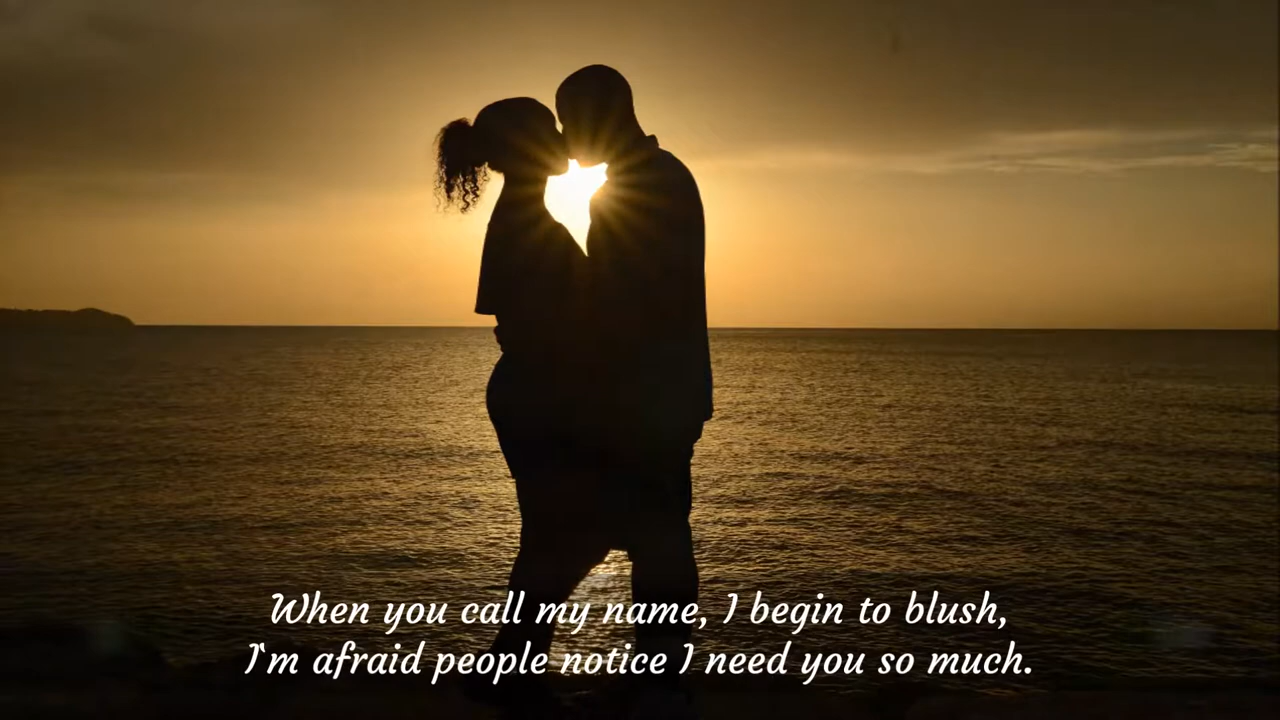 When you call my name, I begin to blush,
I'm afraid people notice I need you so much.